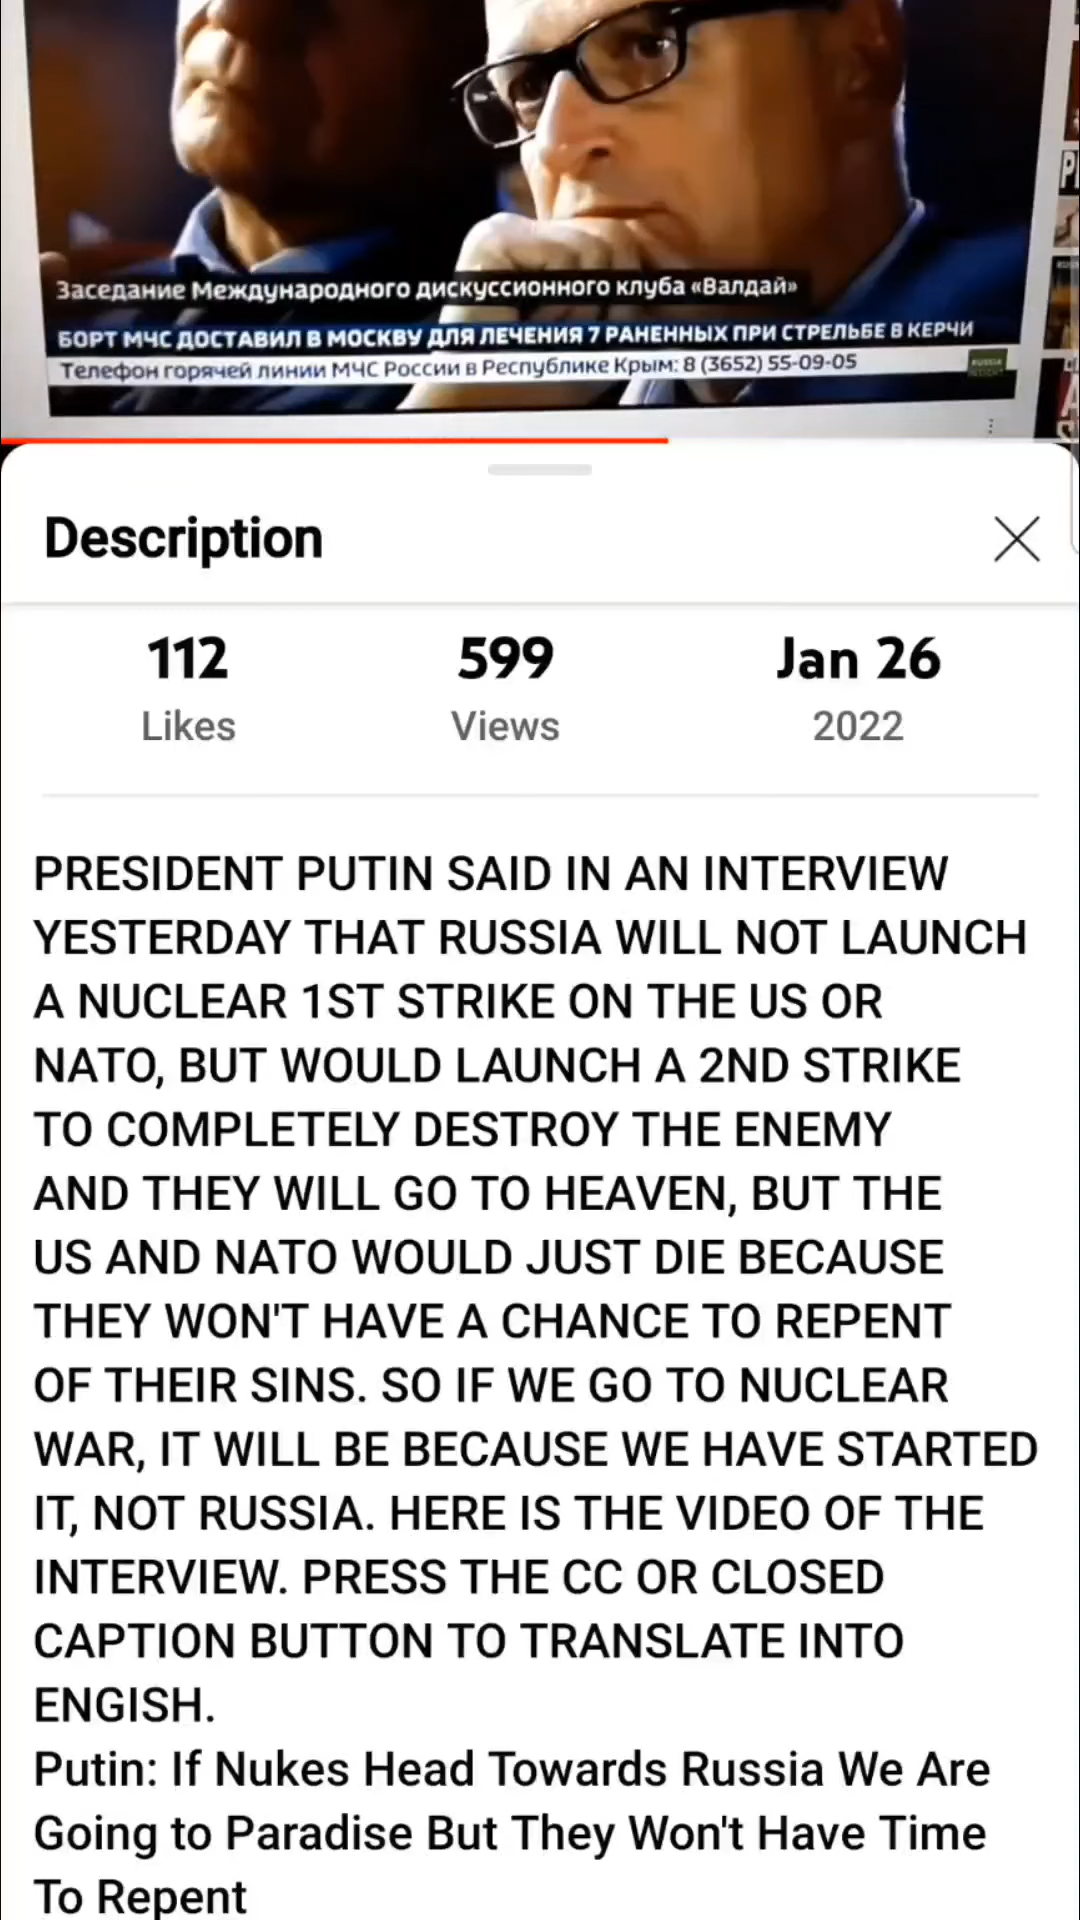 Заседание Международного дискуссионного клуба «Валдай»
БОРТ МЧС ДОСТАВИЛ В МОСКВУ ДЛЯ ЛЕЧЕНИЯ 7 РАНЕННЫХ ПРИ СТРЕЛЬБЕ В КЕРЧИ
Телефон горячей линии МЧС России в Республике Крым: 8 (3652) 55-09-05
RUSSIA
INSIGHT
Description
112
Likes
599
Views
Jan 26
2022
PRESIDENT PUTIN SAID IN AN INTERVIEW
YESTERDAY THAT RUSSIA WILL NOT LAUNCH
A NUCLEAR 1ST STRIKE ON THE US OR
NATO, BUT WOULD LAUNCH A 2ND STRIKE
TO COMPLETELY DESTROY THE ENEMY
AND THEY WILL GO TO HEAVEN, BUT THE
US AND NATO WOULD JUST DIE BECAUSE
THEY WON'T HAVE A CHANCE TO REPENT
OF THEIR SINS. SO IF WE GO TO NUCLEAR
WAR, IT WILL BE BECAUSE WE HAVE STARTED
IT, NOT RUSSIA. HERE IS THE VIDEO OF THE
INTERVIEW. PRESS THE CC OR CLOSED
CAPTION BUTTON TO TRANSLATE INTO
ENGISH.
Putin: If Nukes Head Towards Russia We Are
Going to Paradise But They Won't Have Time
To Repent